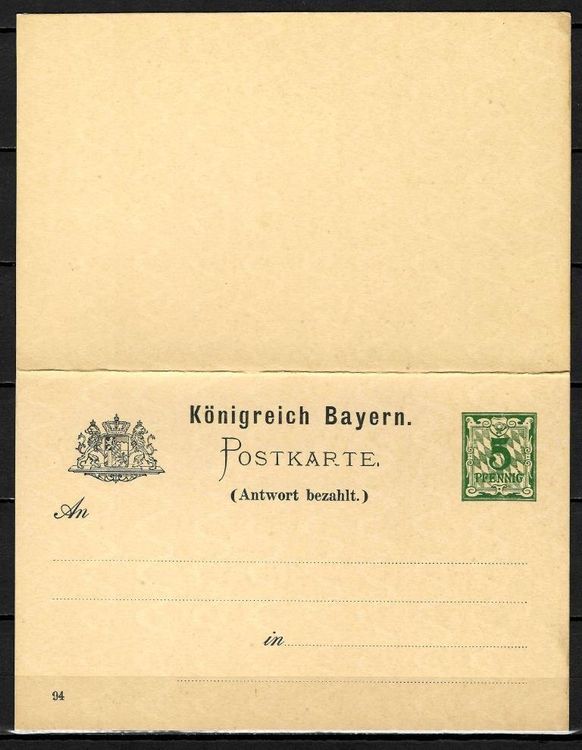 Königreich Bayern.
POSTKARTE.
(Antwort bezahlt.)
5
PFENNIG
An
in
94